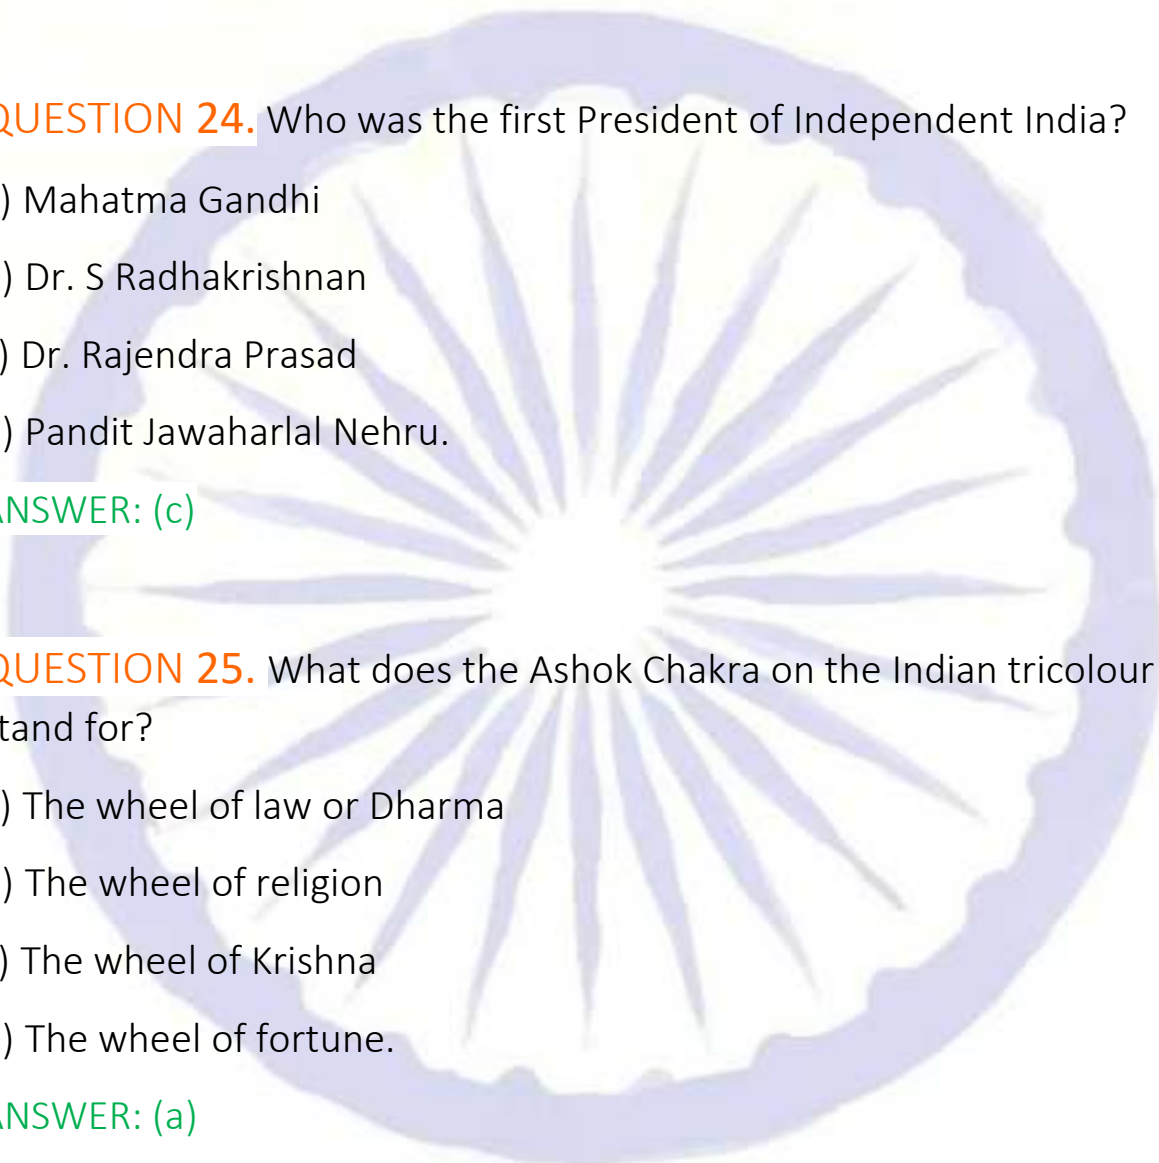 QUESTION 24. Who was the first President of Independent India?
) Mahatma Gandhi
) Dr. S Radhakrishnan
) Dr. Rajendra Prasad
) Pandit Jawaharlal Nehru.
ANSWER: (c)
QUESTION 25. What does the Ashok Chakra on the Indian tricolour
tand for?
) The wheel of law or Dharma
) The wheel of religion
) The wheel of Krishna
) The wheel of fortune.
ANSWER: (a)